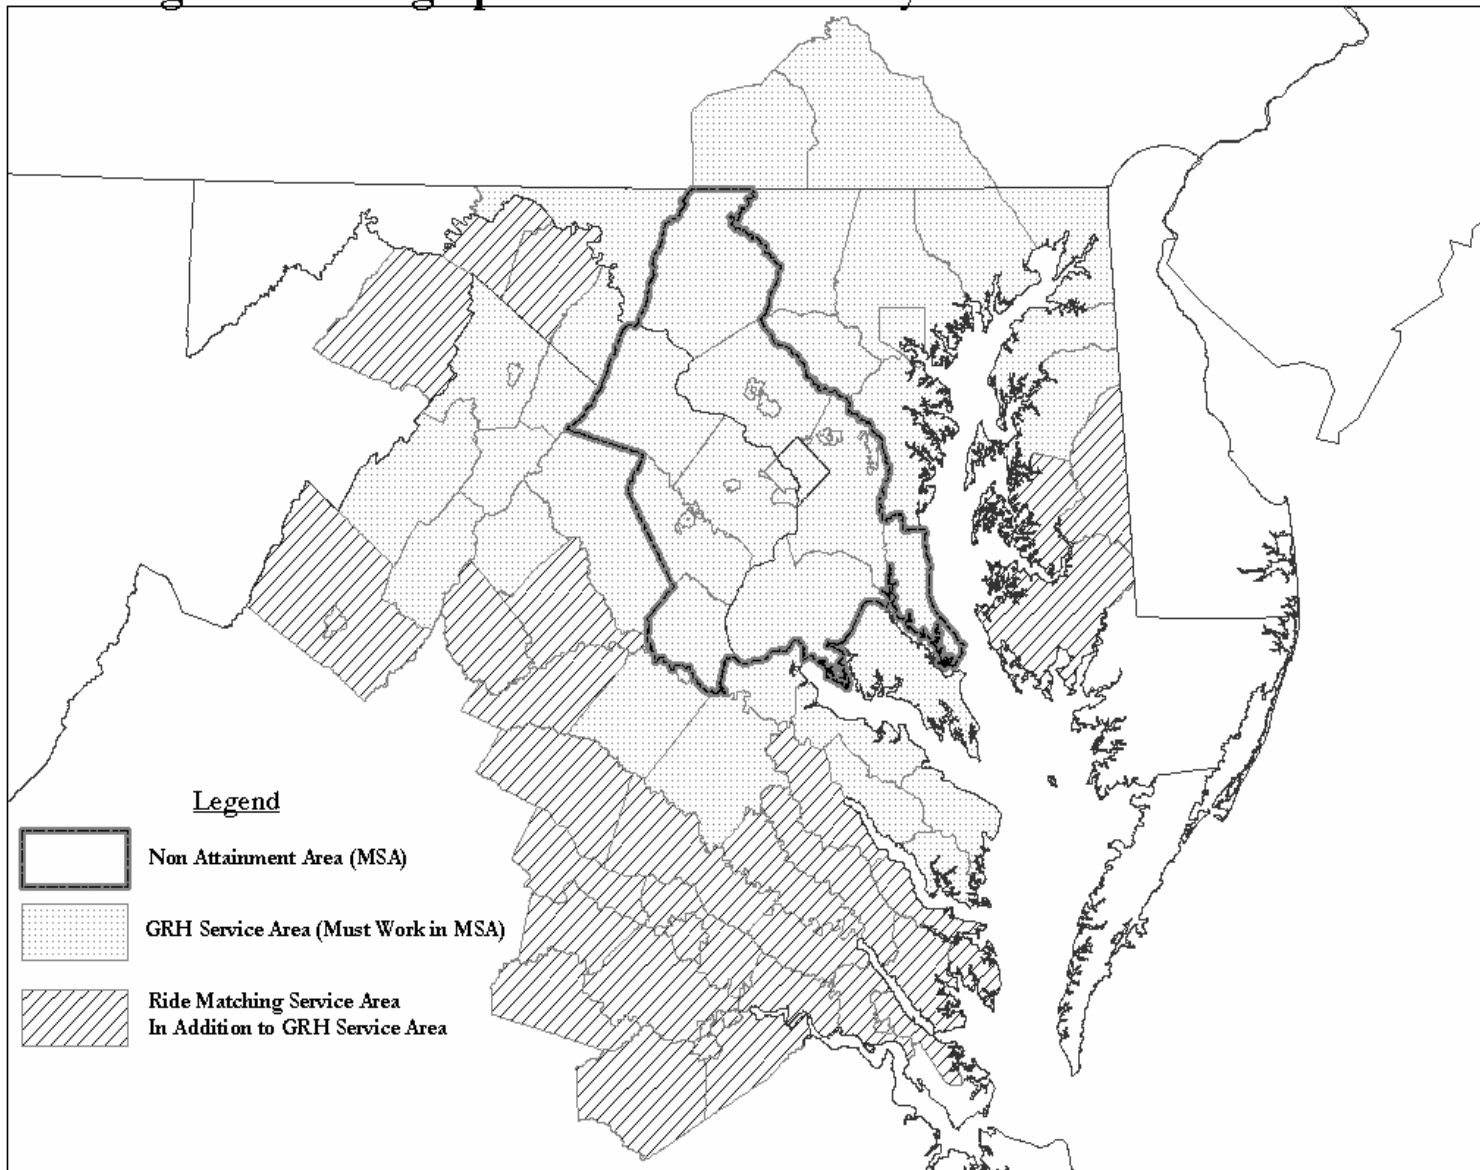 Legend
Non Attainment Area (MSA)
GRH Service Area (Must Work in MSA)
Ride Matching Service Area
In Addition to GRH Service Area